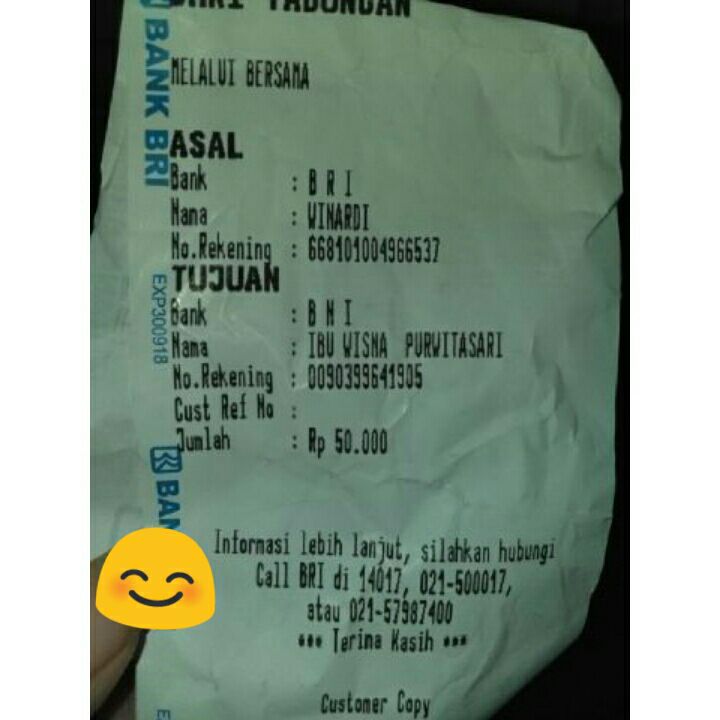 DARI TABUNGAN
MELALUI BERSAMA
ASAL
Bank : B R I
Nama : WINARDI
No.Rekening : 668101004966537
TUJUAN
Bank : B N I
Nama : IBU WISMA PURWITASARI
No.Rekening : 0090399641905
Cust Ref No :
Jumlah : Rp 50.000
Informasi lebih lanjut, silahkan hubungi
Call BRI di 14017, 021-500017,
atau 021-57987400
*** Terima Kasih ***
Customer Copy
BANK BRI
EXP300918
BAN